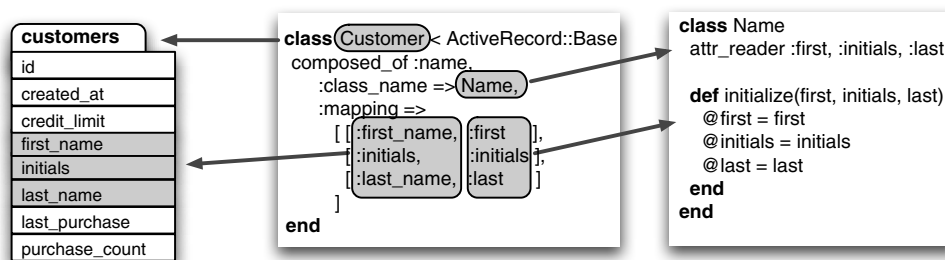 customers
id
created_at
credit_limit
first_name
initials
last_name
last_purchase
purchase_count
class Customer < ActiveRecord::Base
composed_of :name,
:class_name => Name,
:mapping =>
[ [ :first_name, :first ],
[ :initials, :initials ],
[ :last_name, :last ]
]
end
class Name
attr_reader :first, :initials, :last
def initialize(first, initials, last)
@first = first
@initials = initials
@last = last
end
end